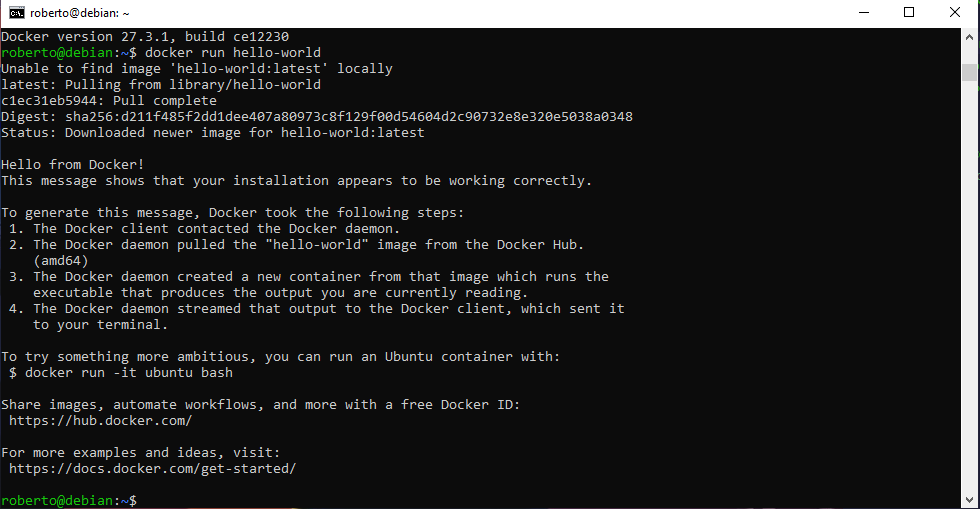 roberto@debian: ~
Docker version 27.3.1, build ce12230
roberto@debian:~$ docker run hello-world
Unable to find image 'hello-world:latest' locally
latest: Pulling from library/hello-world
c1ec31eb5944: Pull complete
Digest: sha256:d211f485f2dd1dee407a80973c8f129f00d54604d2c90732e8e320e5038a0348
Status: Downloaded newer image for hello-world:latest

Hello from Docker!
This message shows that your installation appears to be working correctly.

To generate this message, Docker took the following steps:
 1. The Docker client contacted the Docker daemon.
 2. The Docker daemon pulled the "hello-world" image from the Docker Hub.
    (amd64)
 3. The Docker daemon created a new container from that image which runs the
    executable that produces the output you are currently reading.
 4. The Docker daemon streamed that output to the Docker client, which sent it
    to your terminal.

To try something more ambitious, you can run an Ubuntu container with:
 $ docker run -it ubuntu bash

Share images, automate workflows, and more with a free Docker ID:
 https://hub.docker.com/

For more examples and ideas, visit:
 https://docs.docker.com/get-started/

roberto@debian:~$